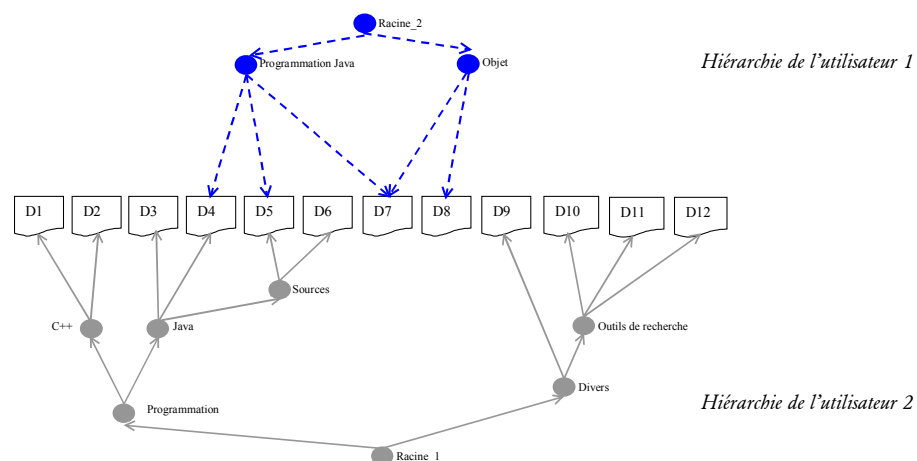 Racine_2
Programmation Java
Objet
Hiérarchie de l'utilisateur 1
D1
D2
D3
D4
D5
D6
D7
D8
D9
D10
D11
D12
Sources
C++
Java
Outils de recherche
Divers
Programmation
Hiérarchie de l'utilisateur 2
Racine_1